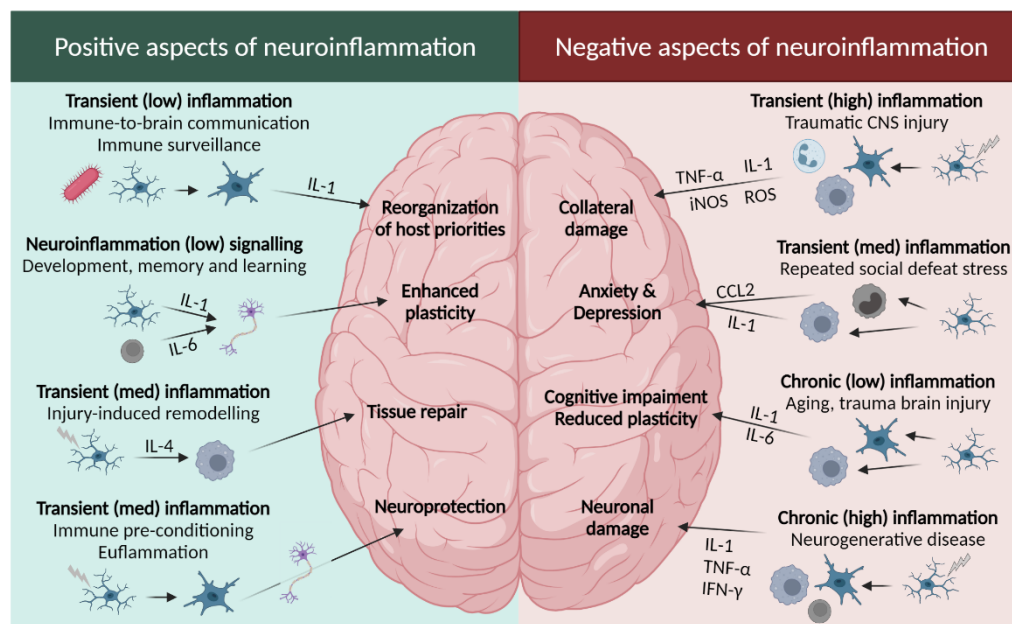 Positive aspects of neuroinflammation
Transient (low) inflammation
Immune-to-brain communication
Immune surveillance
IL-1
Reorganization
of host priorities
Neuroinflammation (low) signalling
Development, memory and learning
IL-1
IL-6
Enhanced
plasticity
Transient (med) inflammation
Injury-induced remodelling
IL-4
Tissue repair
Transient (med) inflammation
Immune pre-conditioning
Euflammation
Neuroprotection
Negative aspects of neuroinflammation
Transient (high) inflammation
Traumatic CNS injury
TNF-α IL-1
iNOS ROS
Collateral
damage
Transient (med) inflammation
Repeated social defeat stress
CCL2
IL-1
Anxiety &
Depression
Chronic (low) inflammation
Aging, trauma brain injury
IL-1
IL-6
Cognitive impaiment
Reduced plasticity
Chronic (high) inflammation
Neurogenerative disease
IL-1
TNF-α
IFN-γ
Neuronal
damage